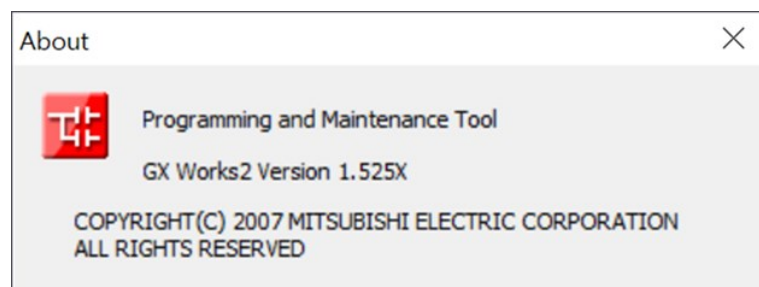 About
Programming and Maintenance Tool
GX Works2 Version 1.525X
COPYRIGHT(C) 2007 MITSUBISHI ELECTRIC CORPORATION
ALL RIGHTS RESERVED